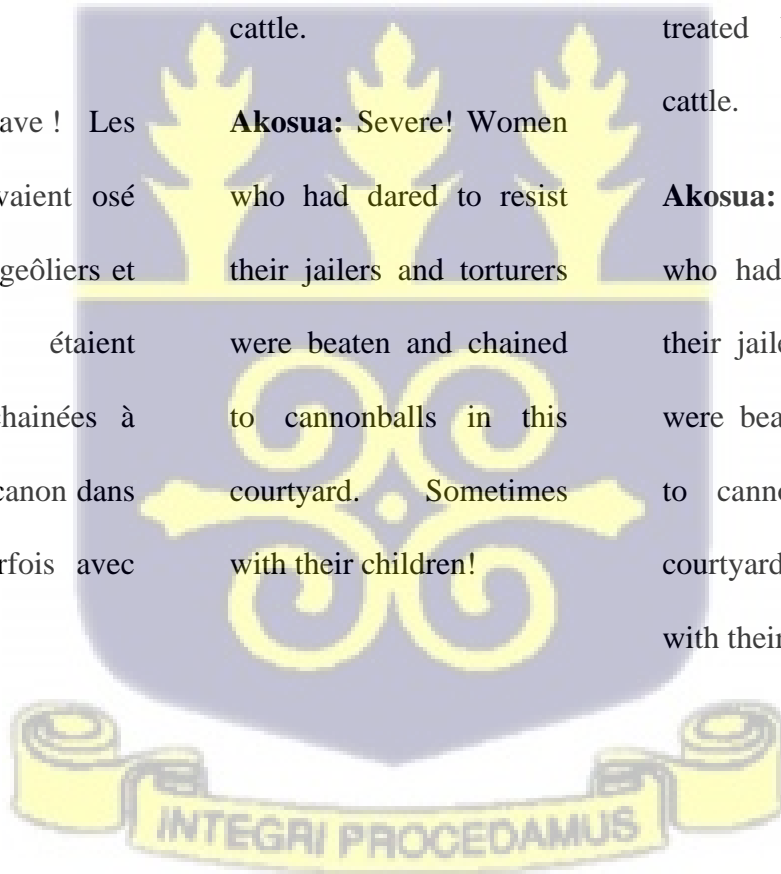 ave ! Les
vaient osé
geôliers et
étaient
chainées à
canon dans
rfois avec
cattle.
Akosua: Severe! Women
who had dared to resist
their jailers and torturers
were beaten and chained
to cannonballs in this
courtyard. Sometimes
with their children!
treated
cattle.
Akosua:
who had
their jaile
were bea
to canno
courtyard
with their
INTEGRI PROCEDAMUS